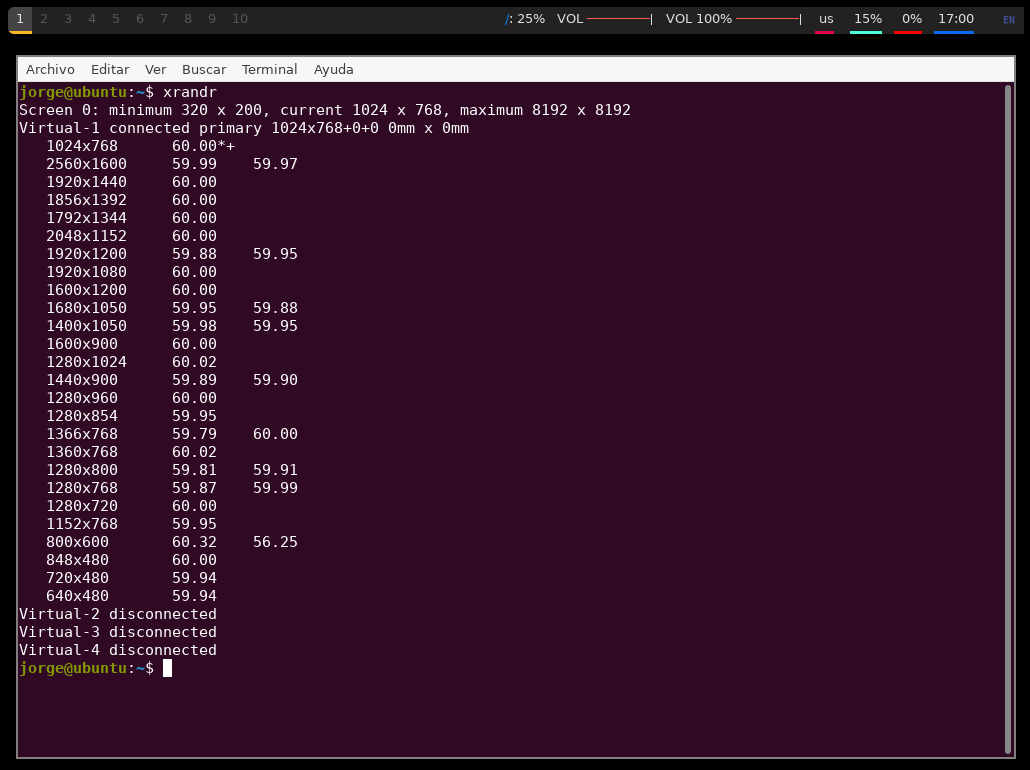 1 2 3 4 5 6 7 8 9 10 /: 25% VOL VOL 100% us 15% 0% 17:00 EN
Archivo Editar Ver Buscar Terminal Ayuda
jorge@ubuntu:~$ xrandr
Screen 0: minimum 320 x 200, current 1024 x 768, maximum 8192 x 8192
Virtual-1 connected primary 1024x768+0+0 0mm x 0mm
   1024x768      60.00*+
   2560x1600     59.99    59.97
   1920x1440     60.00
   1856x1392     60.00
   1792x1344     60.00
   2048x1152     60.00
   1920x1200     59.88    59.95
   1920x1080     60.00
   1600x1200     60.00
   1680x1050     59.95    59.88
   1400x1050     59.98    59.95
   1600x900      60.00
   1280x1024     60.02
   1440x900      59.89    59.90
   1280x960      60.00
   1280x854      59.95
   1366x768      59.79    60.00
   1360x768      60.02
   1280x800      59.81    59.91
   1280x768      59.87    59.99
   1280x720      60.00
   1152x768      59.95
   800x600       60.32    56.25
   848x480       60.00
   720x480       59.94
   640x480       59.94
Virtual-2 disconnected
Virtual-3 disconnected
Virtual-4 disconnected
jorge@ubuntu:~$